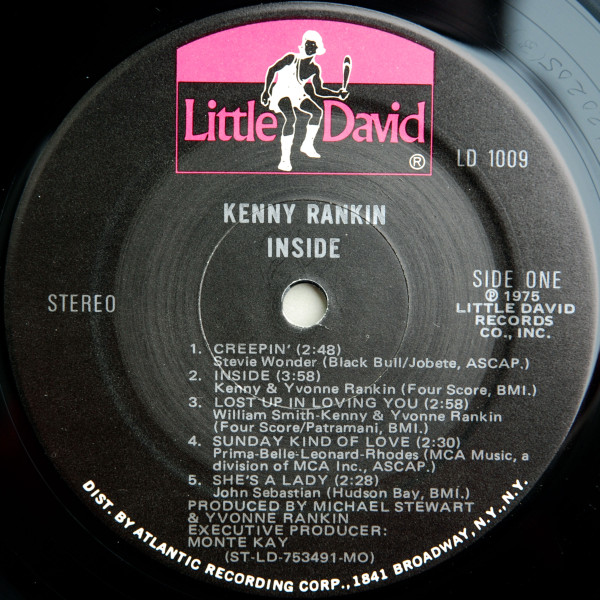 Little David
®
LD 1009
KENNY RANKIN
INSIDE
STEREO
SIDE ONE
℗ 1975
LITTLE DAVID
RECORDS
CO., INC.
1. CREEPIN' (2:48)
Stevie Wonder (Black Bull/Jobete, ASCAP.)
2. INSIDE (3:58)
Kenny & Yvonne Rankin (Four Score, BMI.)
3. LOST UP IN LOVING YOU (2:58)
William Smith-Kenny & Yvonne Rankin
(Four Score/Patramani, BMI.)
4. SUNDAY KIND OF LOVE (2:30)
Prima-Belle-Leonard-Rhodes (MCA Music, a
division of MCA Inc., ASCAP.)
5. SHE'S A LADY (2:28)
John Sebastian (Hudson Bay, BMI.)
PRODUCED BY MICHAEL STEWART
& YVONNE RANKIN
EXECUTIVE PRODUCER:
MONTE KAY
(ST-LD-753491-MO)
DIST. BY ATLANTIC RECORDING CORP., 1841 BROADWAY, N.Y., N.Y.